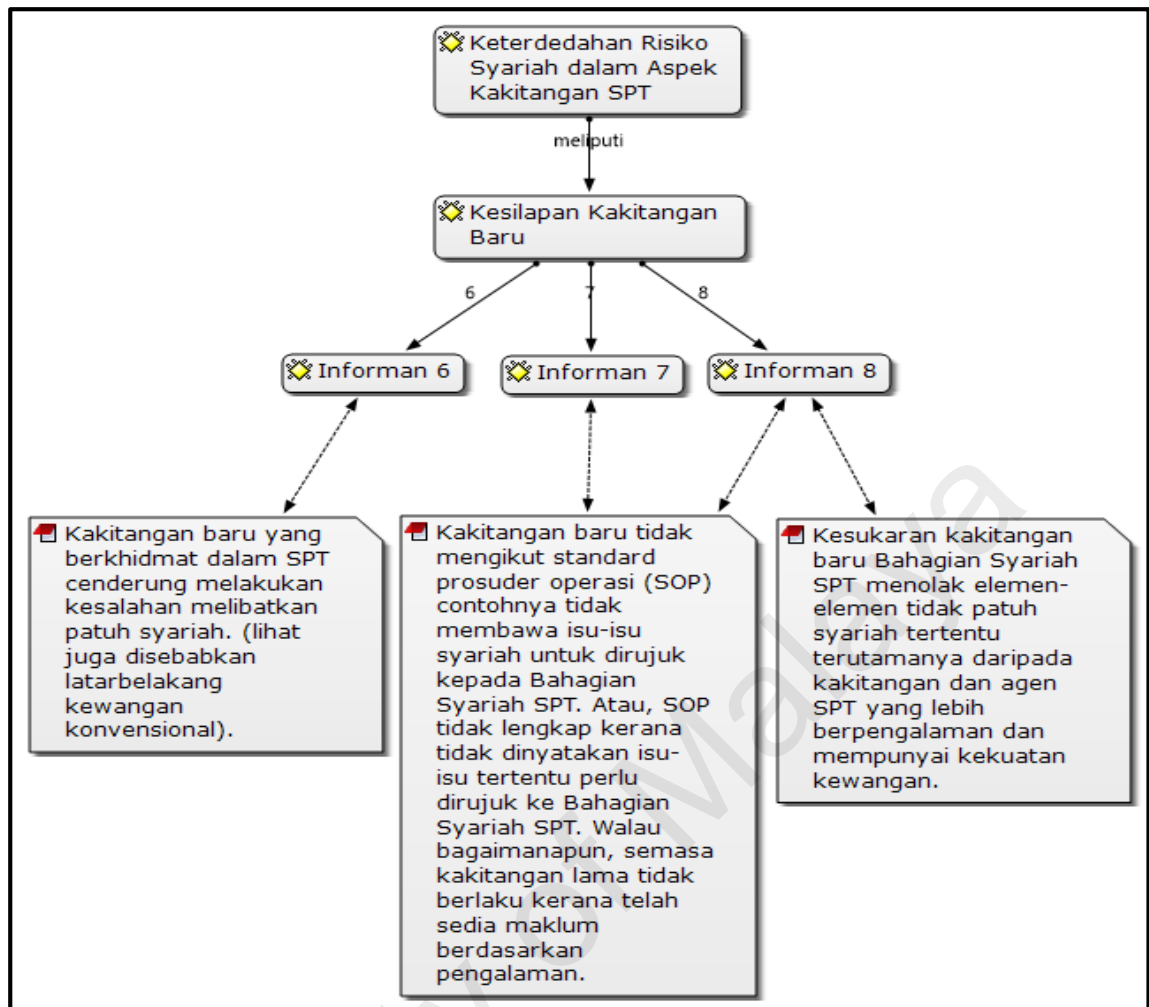 Keterdedahan Risiko
Syariah dalam Aspek
Kakitangan SPT
meliputi
Kesilapan Kakitangan
Baru
6
7
8
Informan 6
Informan 7
Informan 8
Kakitangan baru yang
berkhidmat dalam SPT
cenderung melakukan
kesalahan melibatkan
patuh syariah. (lihat
juga disebabkan
latarbelakang
kewangan
konvensional).
Kakitangan baru tidak
mengikut standard
prosuder operasi (SOP)
contohnya tidak
membawa isu-isu
syariah untuk dirujuk
kepada Bahagian
Syariah SPT. Atau, SOP
tidak lengkap kerana
tidak dinyatakan isu-
isu tertentu perlu
dirujuk ke Bahagian
Syariah SPT. Walau
bagaimanapun, semasa
kakitangan lama tidak
berlaku kerana telah
sedia maklum
berdasarkan
pengalaman.
Kesukaran kakitangan
baru Bahagian Syariah
SPT menolak elemen-
elemen tidak patuh
syariah tertentu
terutamanya daripada
kakitangan dan agen
SPT yang lebih
berpengalaman dan
mempunyai kekuatan
kewangan.
of Malaya